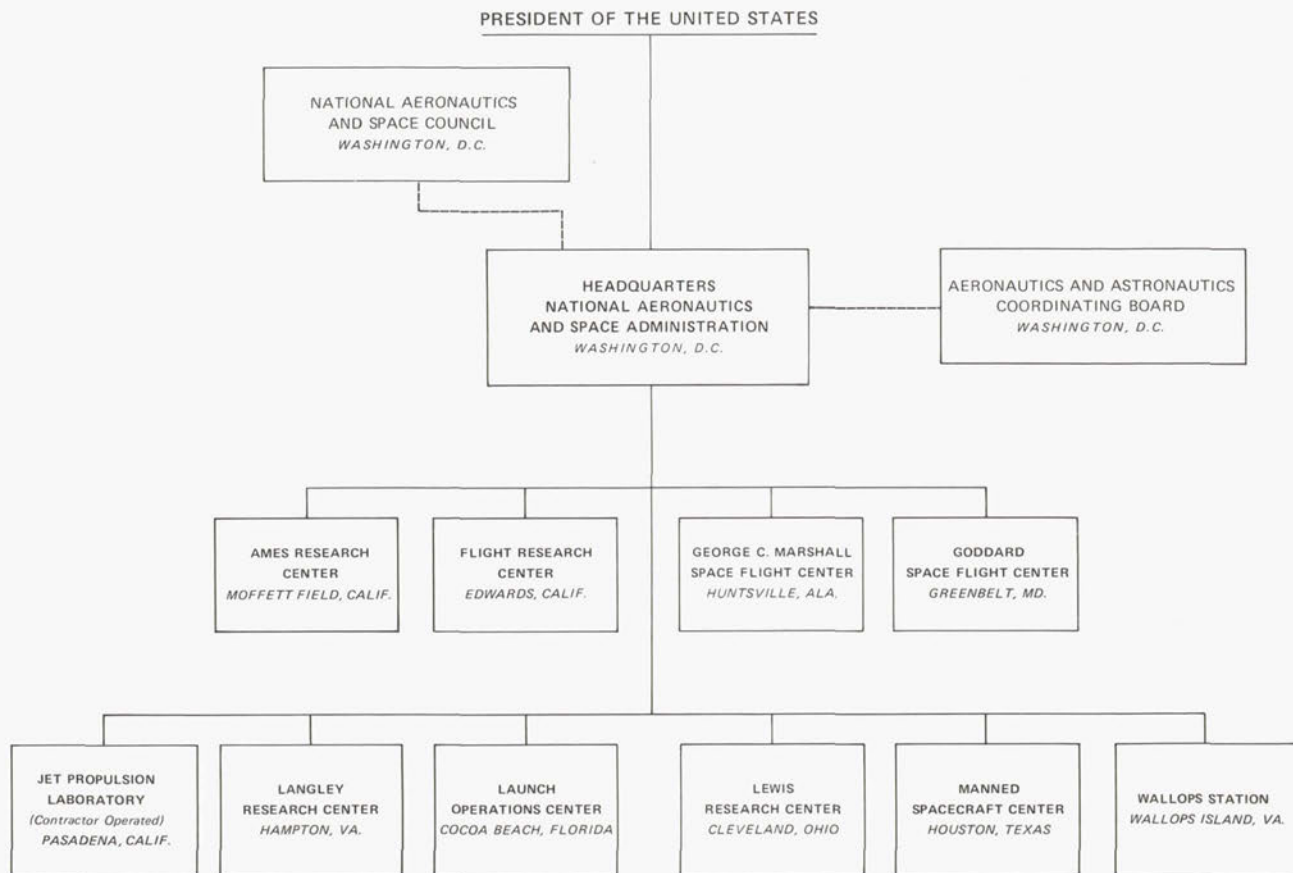 PRESIDENT OF THE UNITED STATES
NATIONAL AERONAUTICS
AND SPACE COUNCIL
WASHINGTON, D.C.
HEADQUARTERS
NATIONAL AERONAUTICS
AND SPACE ADMINISTRATION
WASHINGTON, D.C.
AERONAUTICS AND ASTRONAUTICS
COORDINATING BOARD
WASHINGTON, D.C.
AMES RESEARCH
CENTER
MOFFETT FIELD, CALIF.
FLIGHT RESEARCH
CENTER
EDWARDS, CALIF.
GEORGE C. MARSHALL
SPACE FLIGHT CENTER
HUNTSVILLE, ALA.
GODDARD
SPACE FLIGHT CENTER
GREENBELT, MD.
JET PROPULSION
LABORATORY
(Contractor Operated)
PASADENA, CALIF.
LANGLEY
RESEARCH CENTER
HAMPTON, VA.
LAUNCH
OPERATIONS CENTER
COCOA BEACH, FLORIDA
LEWIS
RESEARCH CENTER
CLEVELAND, OHIO
MANNED
SPACECRAFT CENTER
HOUSTON, TEXAS
WALLOPS STATION
WALLOPS ISLAND, VA.